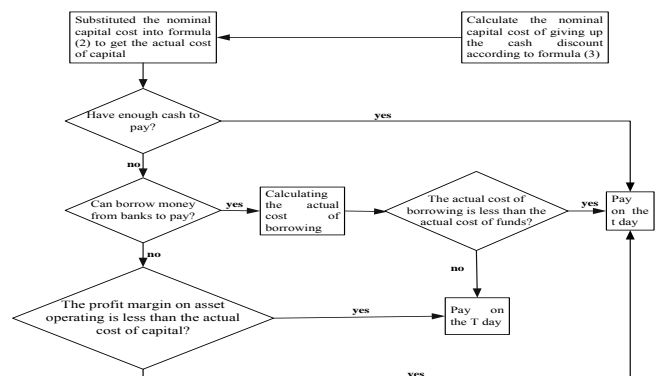 Substituted the nominal
capital cost into formula
(2) to get the actual cost
of capital
Calculate the nominal
capital cost of giving up
the cash discount
according to formula (3)
Have enough cash to
pay?
yes
no
Can borrow money
from banks to pay?
yes
Calculating
the actual
cost of
borrowing
The actual cost of
borrowing is less than the
actual cost of funds?
yes
Pay
on the
t day
no
no
The profit margin on asset
operating is less than the actual
cost of capital?
yes
Pay on
the T day
yes